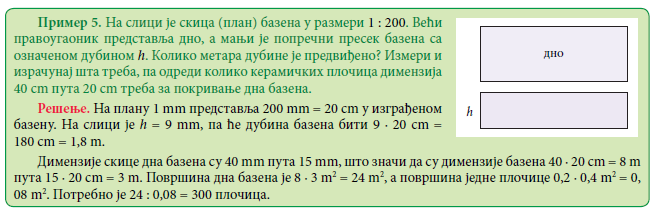 Пример 5. На слици је скица (план) базена у размери 1 : 200. Већи
правоугаоник представља дно, а мањи је попречни пресек базена са
означеном дубином h. Колико метара дубине је предвиђено? Измери и
израчунај шта треба, па одреди колико керамичких плочица димензија
40 cm пута 20 cm треба за покривање дна базена.
Решење. На плану 1 mm представља 200 mm = 20 cm у изграђеном
базену. На слици је h = 9 mm, па ће дубина базена бити 9 · 20 cm =
180 cm = 1,8 m.
Димензије скице дна базена су 40 mm пута 15 mm, што значи да су димензије базена 40 · 20 cm = 8 m
пута 15 · 20 cm = 3 m. Површина дна базена је 8 · 3 m² = 24 m², а површина једне плочице 0,2 · 0,4 m² = 0,
08 m². Потребно је 24 : 0,08 = 300 плочица.
дно
h